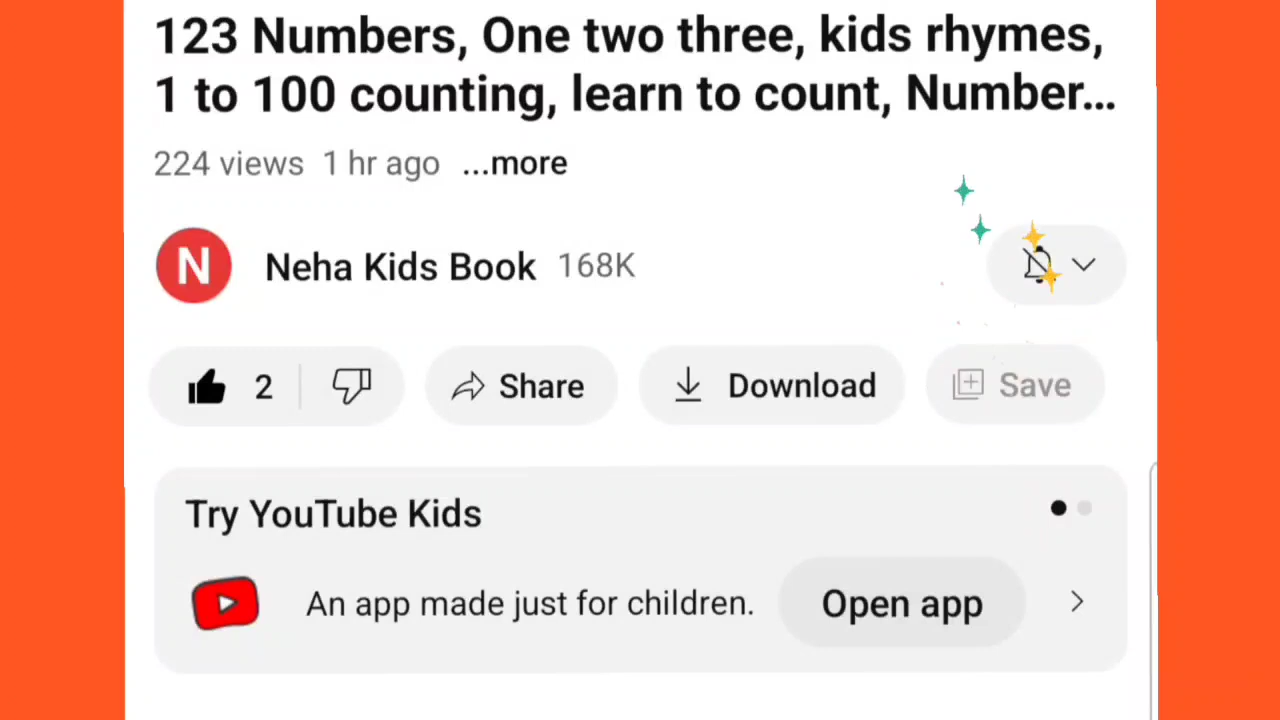 123 Numbers, One two three, kids rhymes,
1 to 100 counting, learn to count, Number...
224 views 1 hr ago ...more
N Neha Kids Book 168K
2 Share Download Save
Try YouTube Kids
An app made just for children. Open app